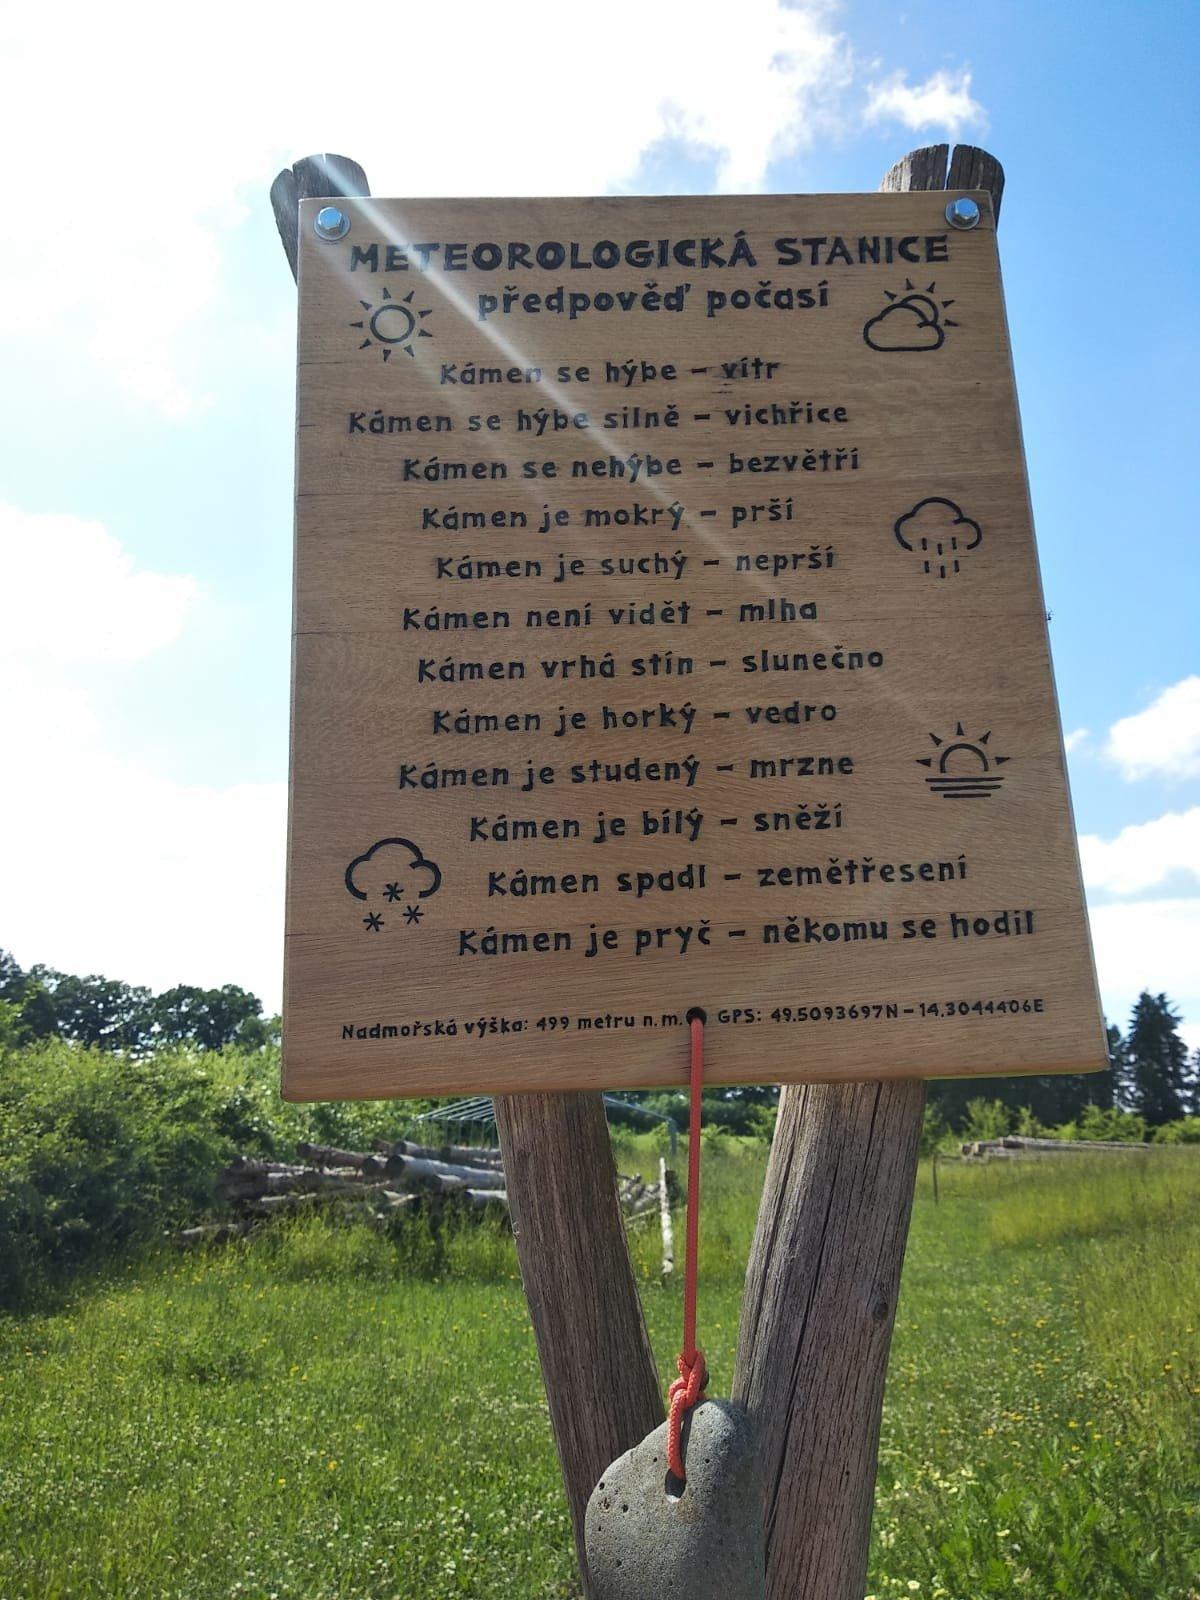 METEOROLOGICKÁ STANICE
předpověď počasí
Kámen se hýbe – vítr
Kámen se hýbe silně – vichřice
Kámen se nehýbe – bezvětří
Kámen je mokrý – prší
Kámen je suchý – neprší
Kámen není vidět – mlha
Kámen vrhá stín – slunečno
Kámen je horký – vedro
Kámen je studený – mrzne
Kámen je bílý – sněží
Kámen spadl – zemětřesení
Kámen je pryč – někomu se hodil
Nadmořská výška: 499 metru n.m. GPS: 49.5093697N – 14.3044406E